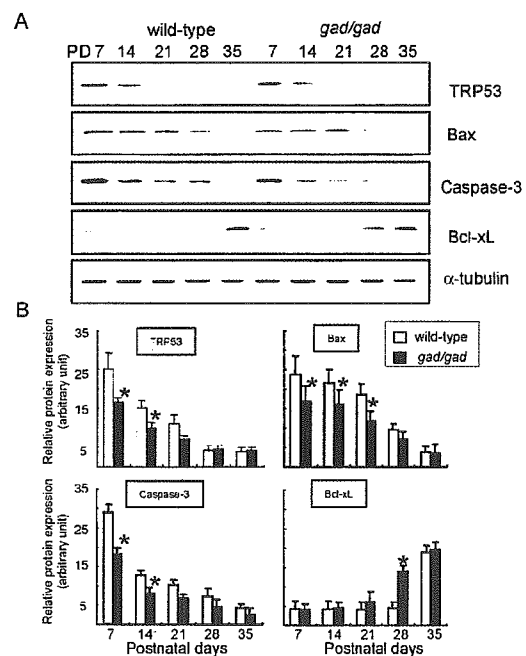 A
wild-type gad/gad
PD 7 14 21 28 35 7 14 21 28 35
TRP53
Bax
Caspase-3
Bcl-xL
α-tubulin
B
Relative protein expression
(arbitrary unit)
35
25
15
5
TRP53
*
*
Bax
*
*
*
wild-type
gad/gad
Relative protein expression
(arbitrary unit)
35
25
15
5
Caspase-3
*
*
Bcl-xL
*
7 14 21 28 35
Postnatal days
7 14 21 28 35
Postnatal days